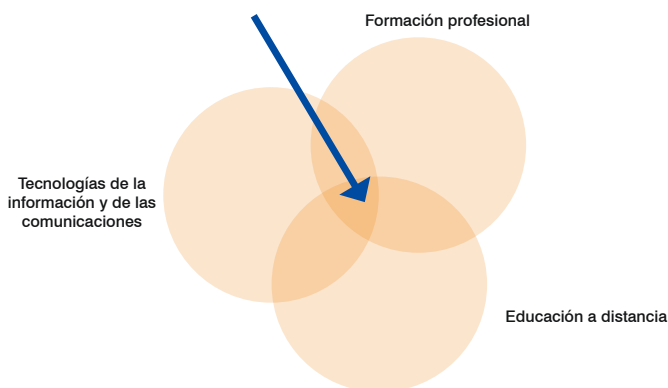 Formación profesional
Tecnologías de la
información y de las
comunicaciones
Educación a distancia